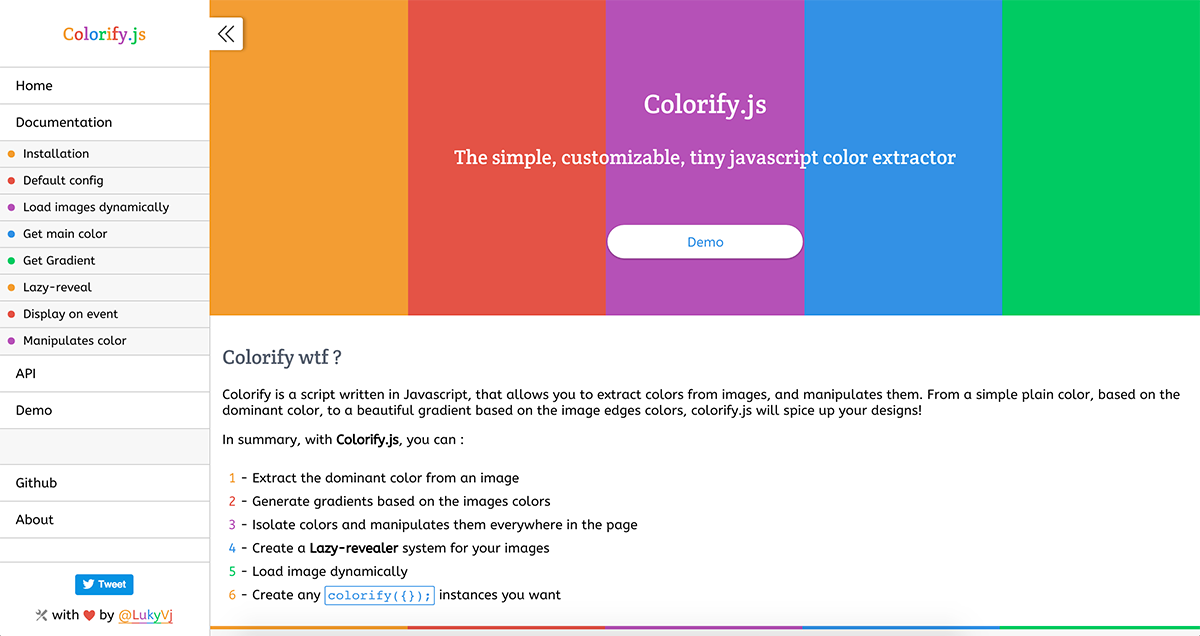 Colorify.js
Home
Documentation
Installation
Default config
Load images dynamically
Get main color
Get Gradient
Lazy-reveal
Display on event
Manipulates color
API
Demo
Github
About
Tweet
with by @LukyVj
Colorify.js
The simple, customizable, tiny javascript color extractor
Demo
Colorify wtf ?
Colorify is a script written in Javascript, that allows you to extract colors from images, and manipulates them. From a simple plain color, based on the
dominant color, to a beautiful gradient based on the image edges colors, colorify.js will spice up your designs!
In summary, with Colorify.js, you can :
1 - Extract the dominant color from an image
2 - Generate gradients based on the images colors
3 - Isolate colors and manipulates them everywhere in the page
4 - Create a Lazy-revealer system for your images
5 - Load image dynamically
6 - Create any colorify({}); instances you want